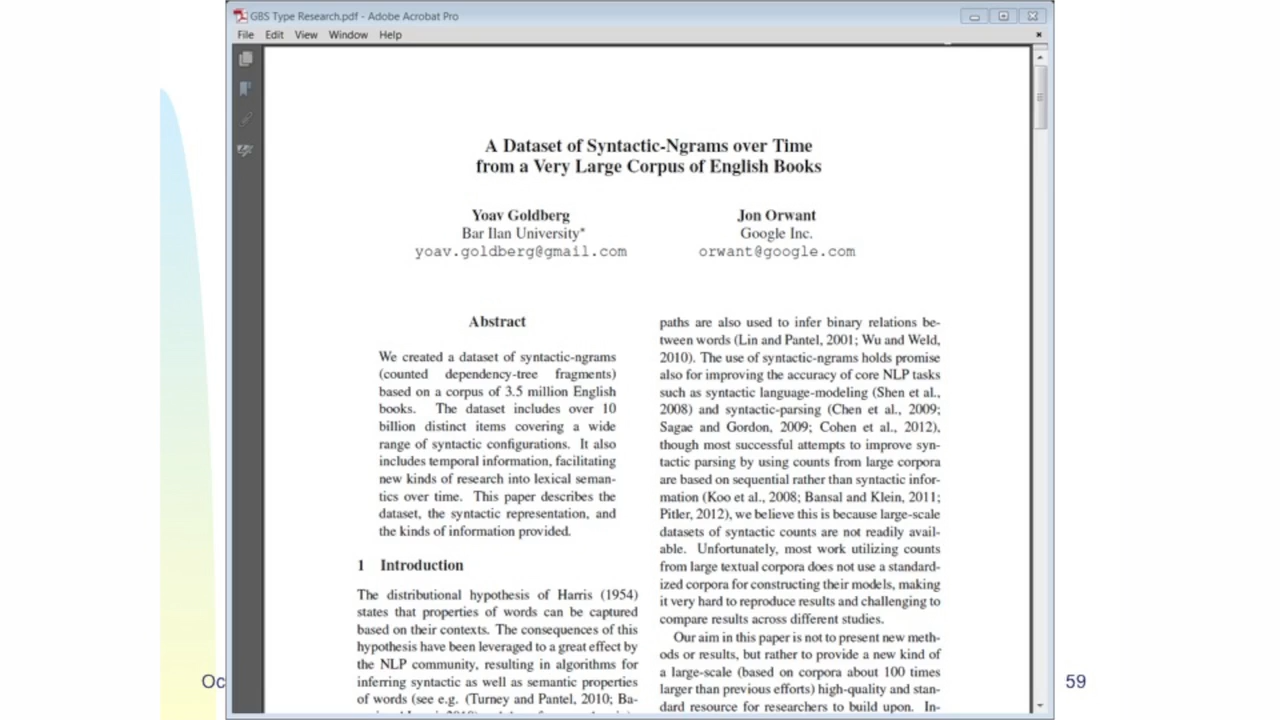 GBS Type Research.pdf - Adobe Acrobat Pro
File Edit View Window Help
A Dataset of Syntactic-Ngrams over Time
from a Very Large Corpus of English Books
Yoav Goldberg
Bar Ilan University*
yoav.goldberg@gmail.com
Jon Orwant
Google Inc.
orwant@google.com
Abstract
We created a dataset of syntactic-ngrams
(counted dependency-tree fragments)
based on a corpus of 3.5 million English
books. The dataset includes over 10
billion distinct items covering a wide
range of syntactic configurations. It also
includes temporal information, facilitating
new kinds of research into lexical seman-
tics over time. This paper describes the
dataset, the syntactic representation, and
the kinds of information provided.
1 Introduction
The distributional hypothesis of Harris (1954)
states that properties of words can be captured
based on their contexts. The consequences of this
hypothesis have been leveraged to a great effect by
the NLP community, resulting in algorithms for
inferring syntactic as well as semantic properties
of words (see e.g. (Turney and Pantel, 2010; Ba-
paths are also used to infer binary relations be-
tween words (Lin and Pantel, 2001; Wu and Weld,
2010). The use of syntactic-ngrams holds promise
also for improving the accuracy of core NLP tasks
such as syntactic language-modeling (Shen et al.,
2008) and syntactic-parsing (Chen et al., 2009;
Sagae and Gordon, 2009; Cohen et al., 2012),
though most successful attempts to improve syn-
tactic parsing by using counts from large corpora
are based on sequential rather than syntactic infor-
mation (Koo et al., 2008; Bansal and Klein, 2011;
Pitler, 2012), we believe this is because large-scale
datasets of syntactic counts are not readily avail-
able. Unfortunately, most work utilizing counts
from large textual corpora does not use a standard-
ized corpora for constructing their models, making
it very hard to reproduce results and challenging to
compare results across different studies.
Our aim in this paper is not to present new meth-
ods or results, but rather to provide a new kind of
a large-scale (based on corpora about 100 times
larger than previous efforts) high-quality and stan-
dard resource for researchers to build upon. In-
Oc
59